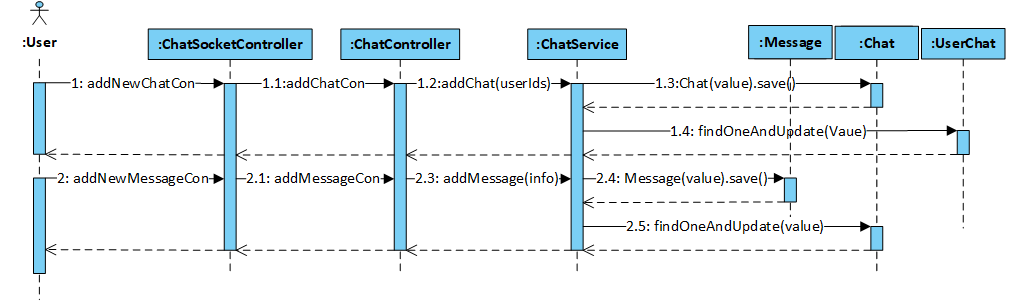 :User
:ChatSocketController
:ChatController
:ChatService
:Message
:Chat
:UserChat
1: addNewChatCon
1.1:addChatCon
1.2:addChat(userIds)
1.3:Chat(value).save()
1.4: findOneAndUpdate(Vaue)
2: addNewMessageCon
2.1: addMessageCon
2.3: addMessage(info)
2.4: Message(value).save()
2.5: findOneAndUpdate(value)